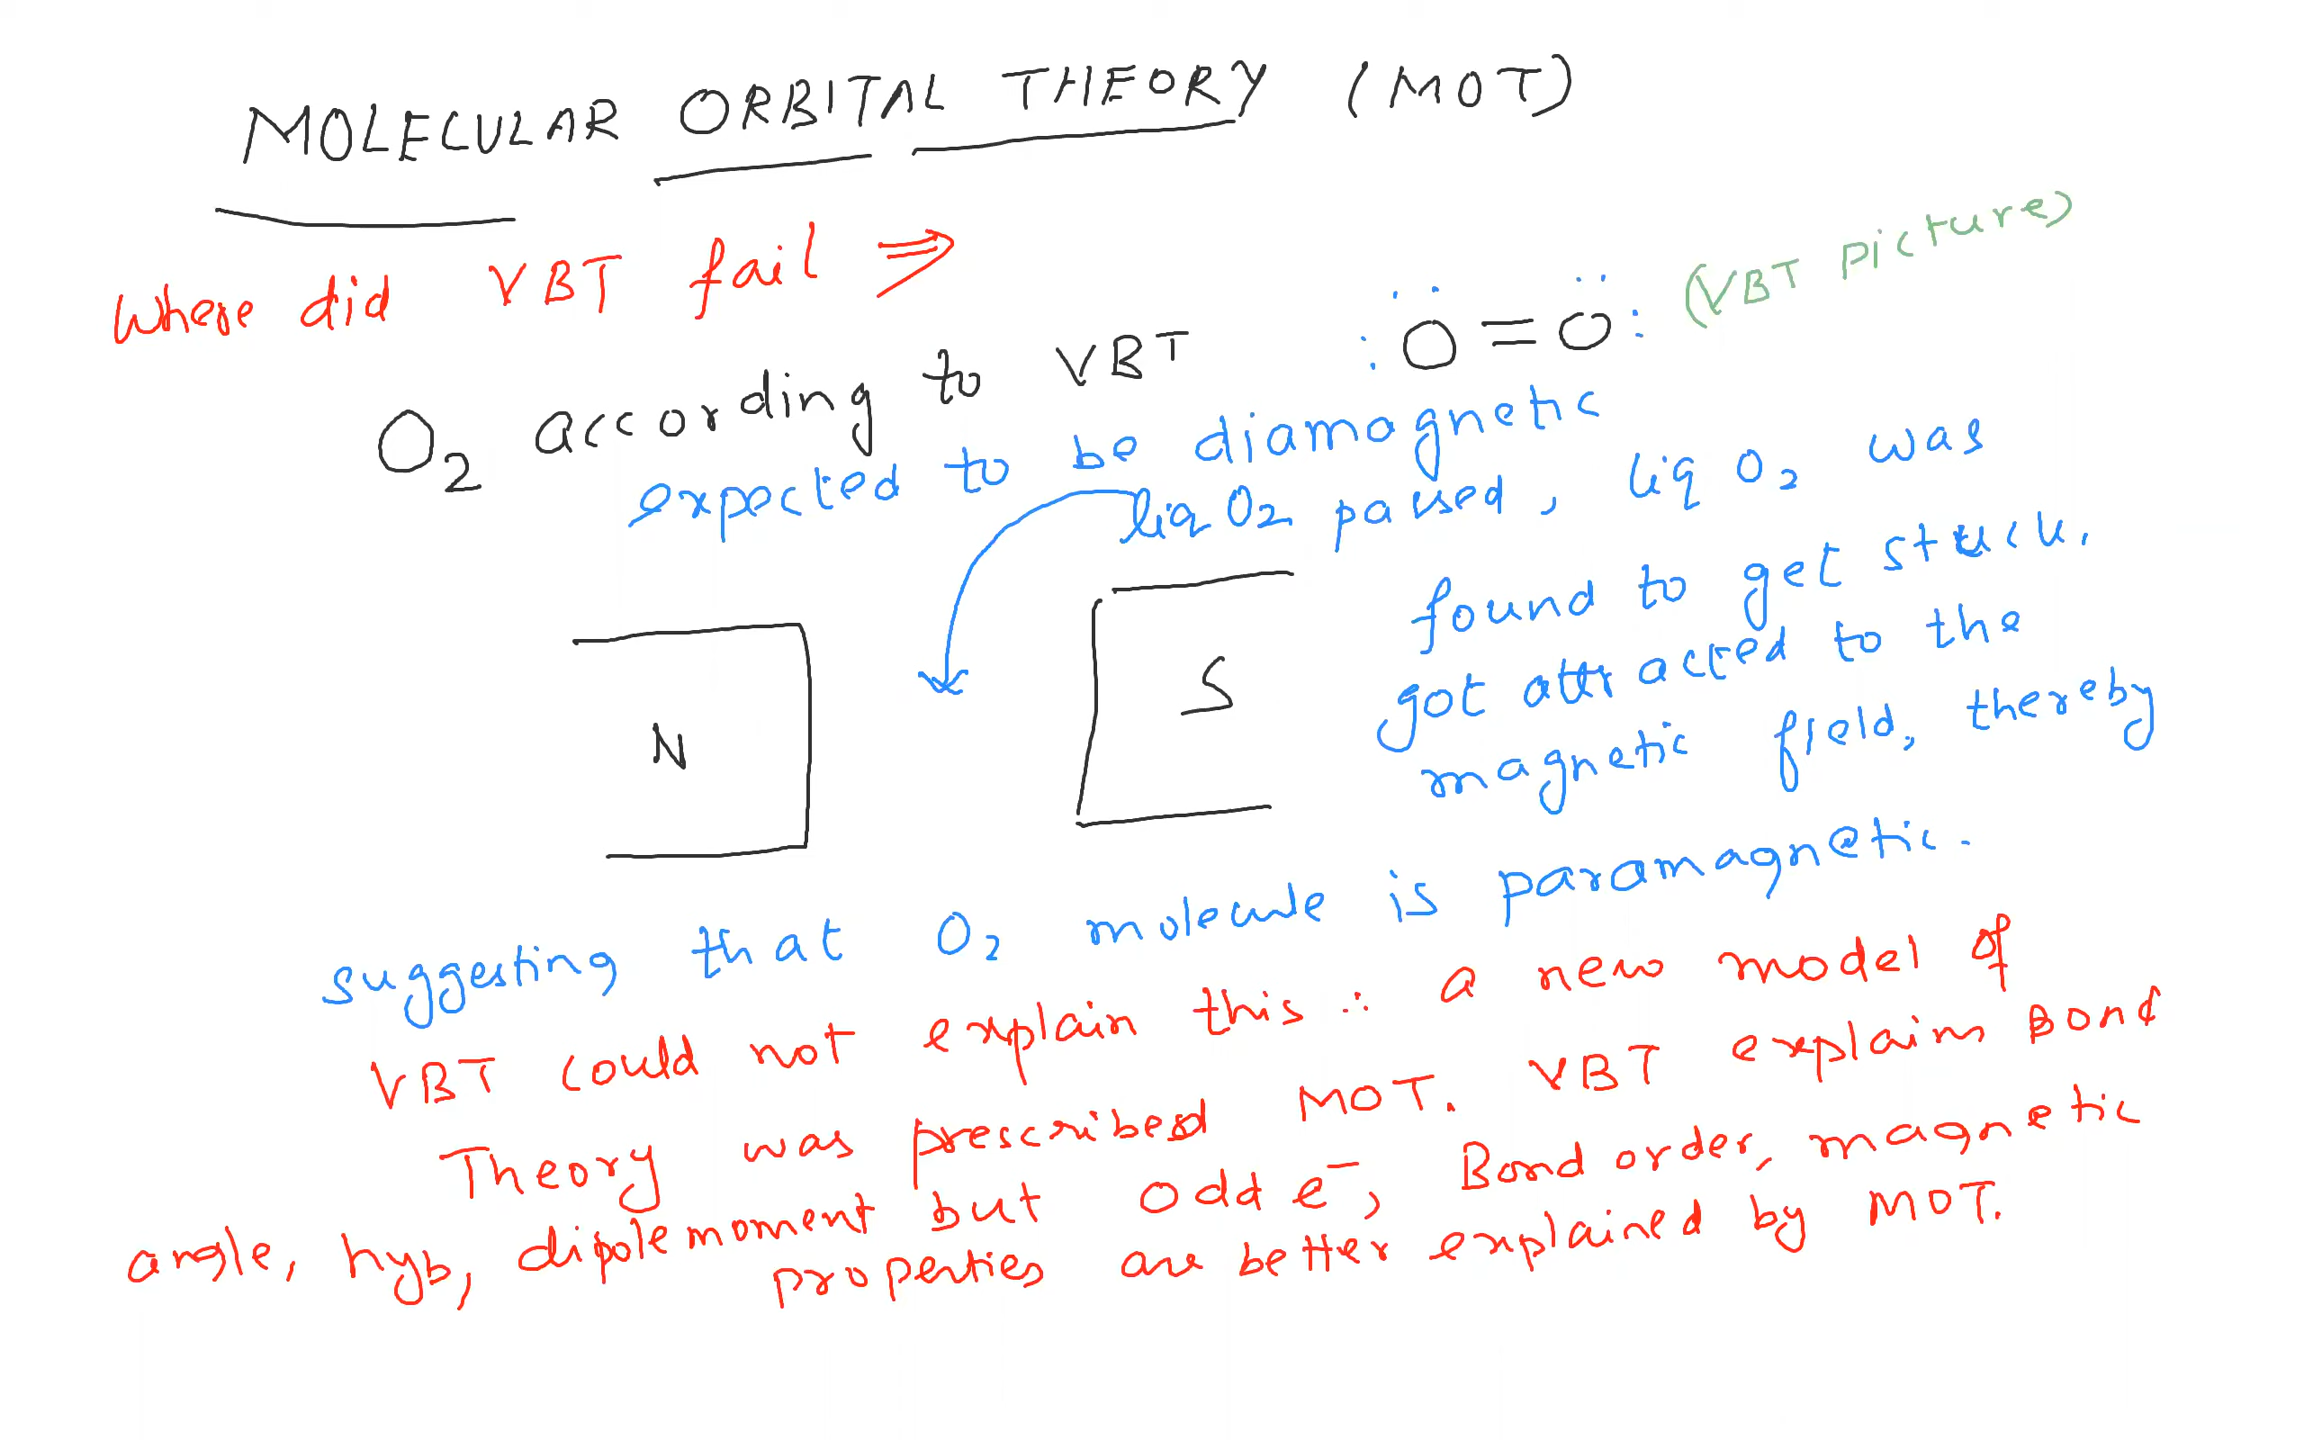 MOLECULAR ORBITAL THEORY (MOT)
Where did VBT fail ⇒
:Ö=Ö: (VBT picture)
O2 according to VBT
expected to be diamagnetic
liq O2 passed, liq O2 was
found to get stuck.
got attracted to the
magnetic field, thereby
N
S
suggesting that O2 molecule is paramagnetic.
VBT could not explain this ∴ a new model of
Theory was prescribed MOT. VBT explains Bond
angle, hyb, dipole moment but odd e⁻, Bond order, magnetic
properties are better explained by MOT.